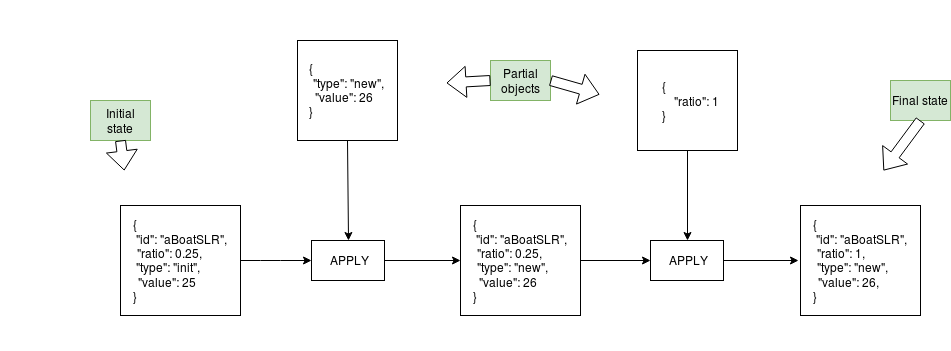 {
"type": "new",
"value": 26
}
Partial
objects
{
"ratio": 1
}
Initial
state
Final state
{
"id": "aBoatSLR",
"ratio": 0.25,
"type": "init",
"value": 25
}
APPLY
{
"id": "aBoatSLR",
"ratio": 0.25,
"type": "new",
"value": 26
}
APPLY
{
"id": "aBoatSLR",
"ratio": 1,
"type": "new",
"value": 26,
}